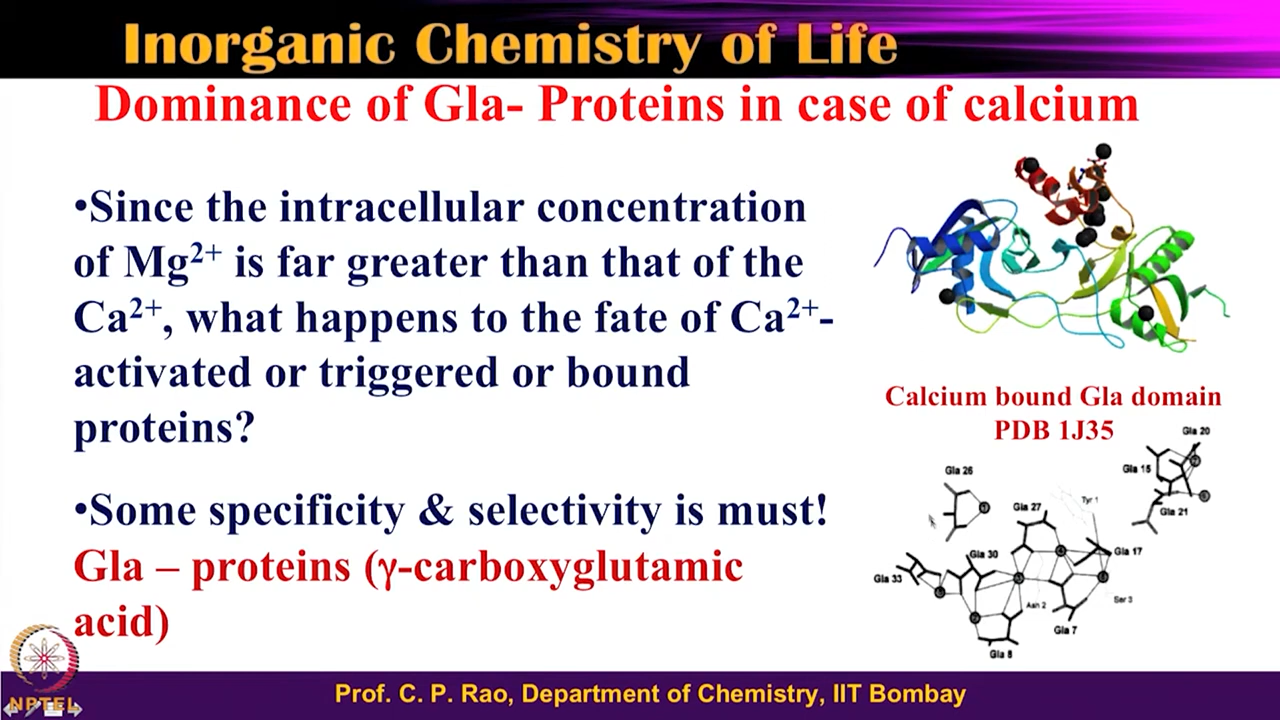 Inorganic Chemistry of Life
Dominance of Gla- Proteins in case of calcium
•Since the intracellular concentration
of Mg²⁺ is far greater than that of the
Ca²⁺, what happens to the fate of Ca²⁺-
activated or triggered or bound
proteins?
•Some specificity & selectivity is must!
Gla – proteins (γ-carboxyglutamic
acid)
Calcium bound Gla domain
PDB 1J35
Gla 20
Gla 15
Gla 21
Gla 26
Gla 27
Tyr 1
Gla 30
Gla 17
Gla 33
Ser 3
Gla 7
Gla 8
NPTEL
Prof. C. P. Rao, Department of Chemistry, IIT Bombay